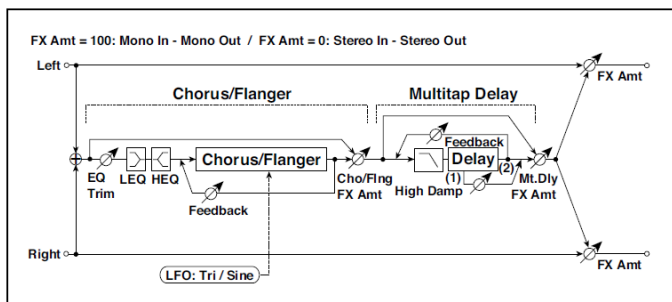 FX Amt = 100: Mono In - Mono Out / FX Amt = 0: Stereo In - Stereo Out
Left
FX Amt
Chorus/Flanger
Multitap Delay
Feedback
Chorus/Flanger
Delay
EQ
Trim
LEQ
HEQ
Cho/Flng
FX Amt
High Damp
(1)
(2)
Mt.Dly
FX Amt
Feedback
Right
LFO: Tri / Sine
FX Amt